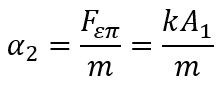 α₂ = F_επ / m = kA₁ / m